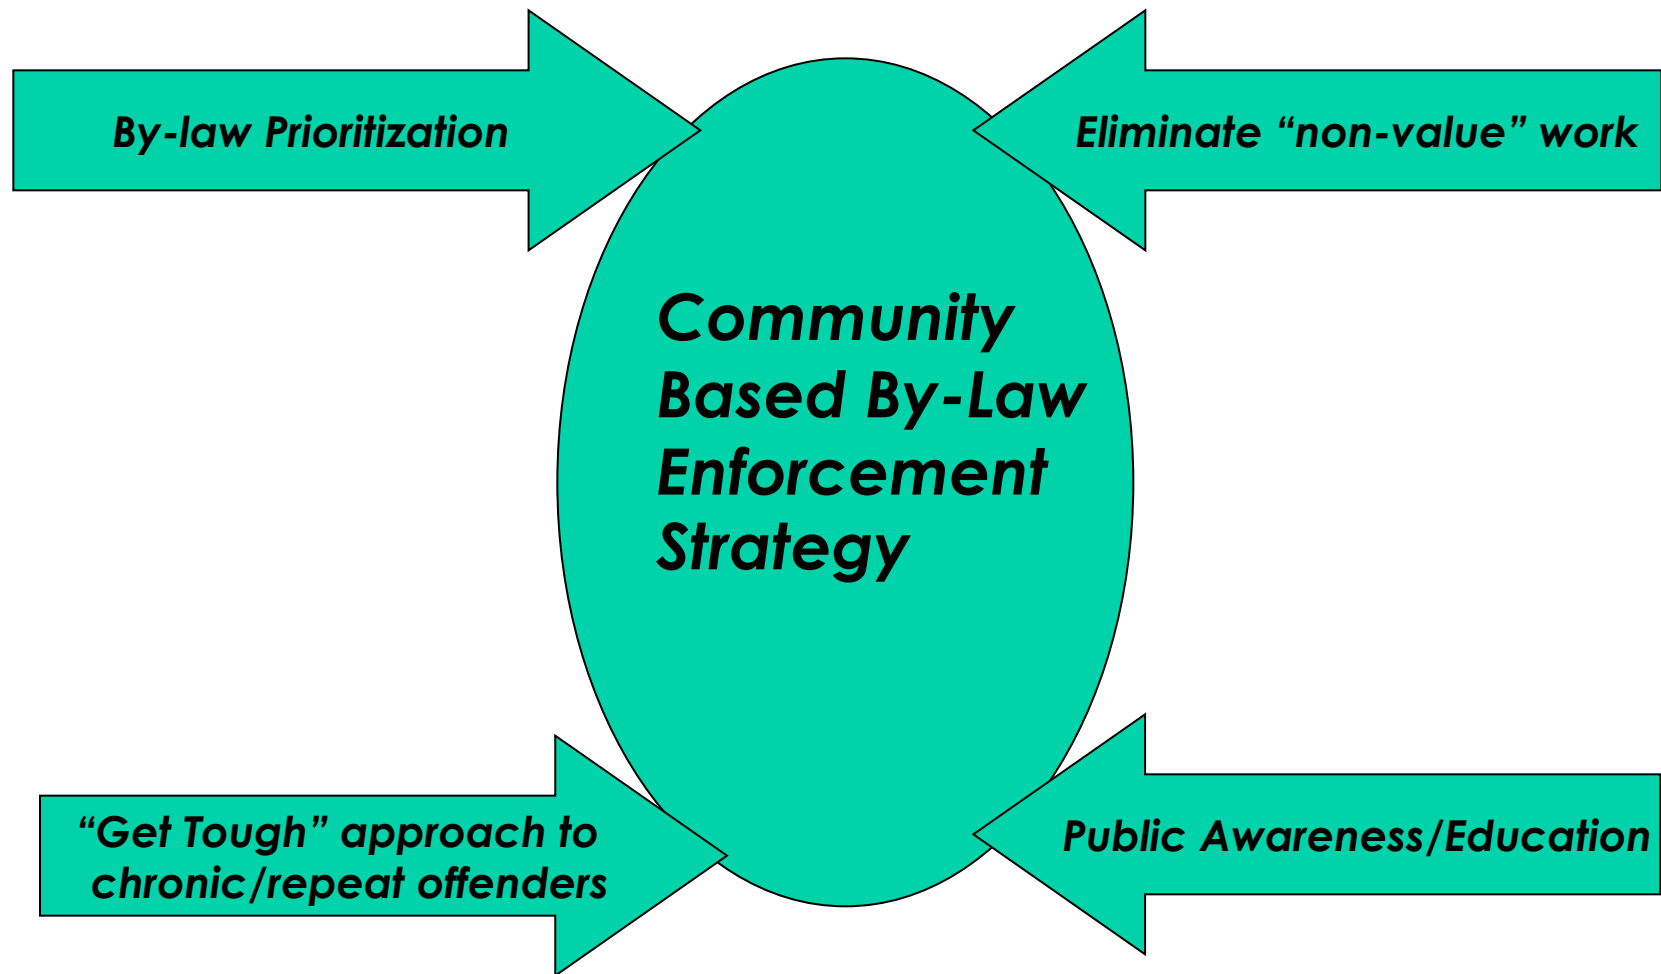 By-law Prioritization
Eliminate “non-value” work
Community
Based By-Law
Enforcement
Strategy
“Get Tough” approach to
chronic/repeat offenders
Public Awareness/Education